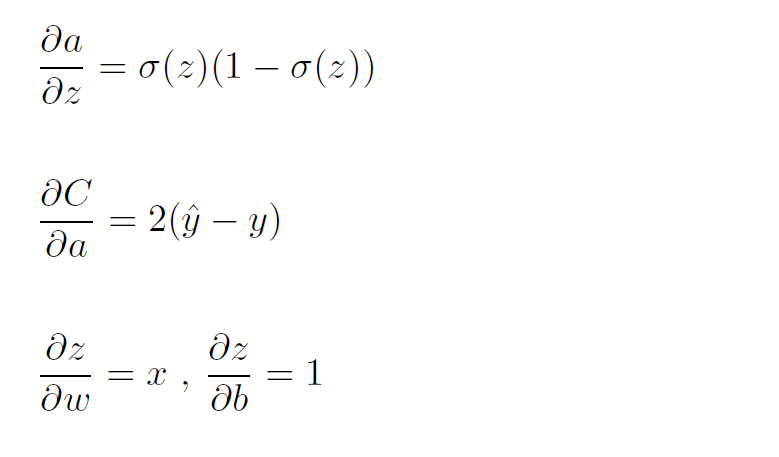 ∂a/∂z = σ(z)(1 − σ(z))
∂C/∂a = 2(ŷ − y)
∂z/∂w = x , ∂z/∂b = 1